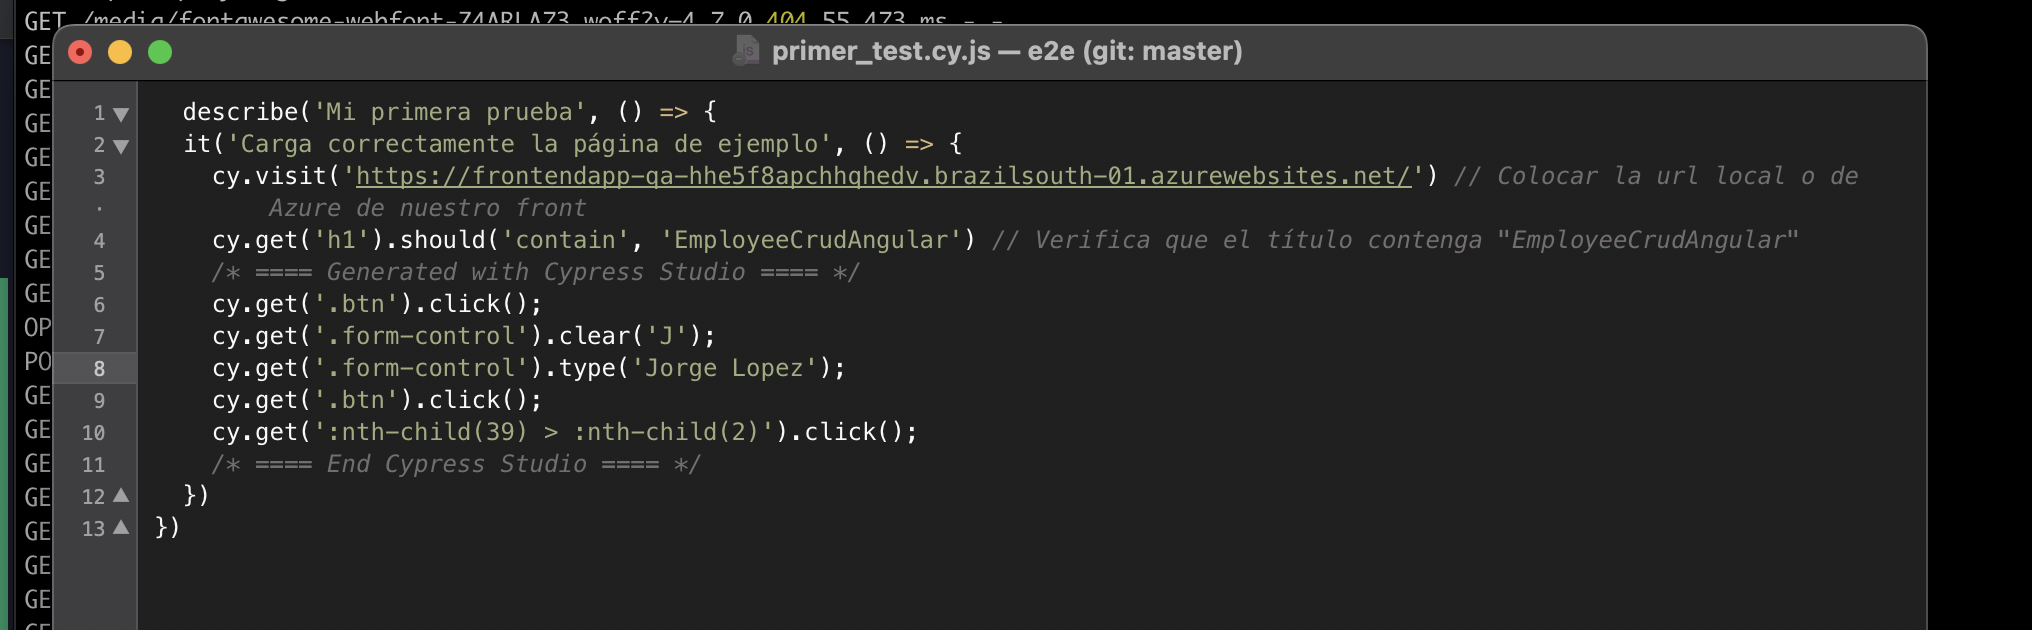 GET /media/fontawesome-webfont-Z4ARLA73.woff?v=4.7.0 404 55.473 ms - -
primer_test.cy.js — e2e (git: master)
GE
GE
GE
GE
GE
GE
GE
GE
OP
PO
GE
GE
GE
GE
GE
GE
GE
GE
1 describe('Mi primera prueba', () => {
2 it('Carga correctamente la página de ejemplo', () => {
3 cy.visit('https://frontendapp-qa-hhe5f8apchhqhedv.brazilsouth-01.azurewebsites.net/') // Colocar la url local o de
· Azure de nuestro front
4 cy.get('h1').should('contain', 'EmployeeCrudAngular') // Verifica que el título contenga "EmployeeCrudAngular"
5 /* ==== Generated with Cypress Studio ==== */
6 cy.get('.btn').click();
7 cy.get('.form-control').clear('J');
8 cy.get('.form-control').type('Jorge Lopez');
9 cy.get('.btn').click();
10 cy.get(':nth-child(39) > :nth-child(2)').click();
11 /* ==== End Cypress Studio ==== */
12 })
13 })